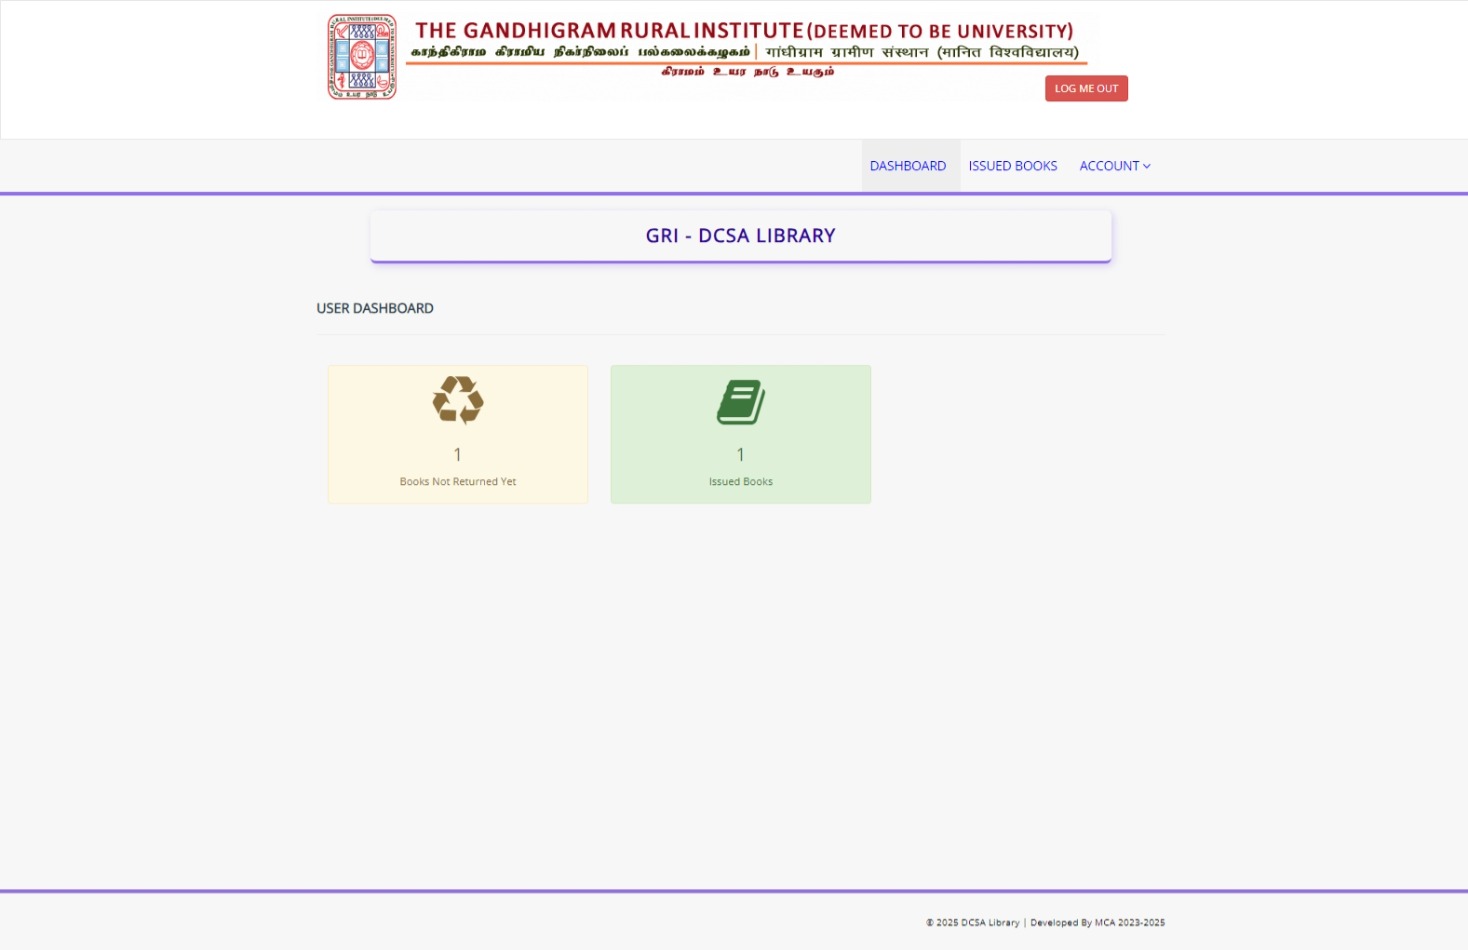 THE GANDHIGRAM RURAL INSTITUTE (DEEMED TO BE UNIVERSITY)
காந்திகிராம கிராமிய நிகர்நிலைப் பல்கலைக்கழகம் | गांधीग्राम ग्रामीण संस्थान (मानित विश्वविद्यालय)
கிராமம் உயர நாடு உயரும்
LOG ME OUT
DASHBOARD ISSUED BOOKS ACCOUNT
GRI - DCSA LIBRARY
USER DASHBOARD
1
Books Not Returned Yet
1
Issued Books
© 2025 DCSA Library | Developed By MCA 2023-2025